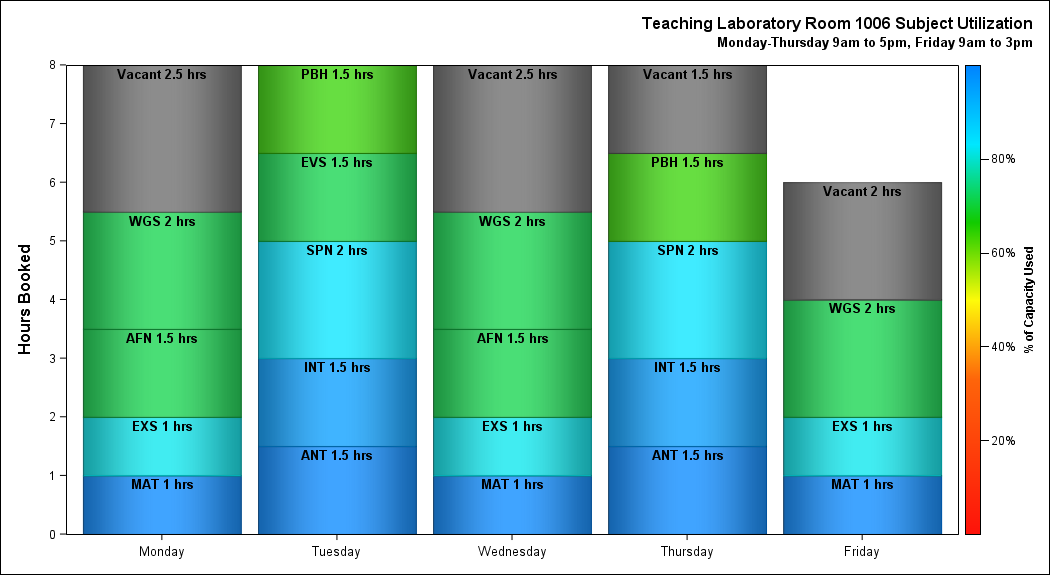 Teaching Laboratory Room 1006 Subject Utilization
Monday-Thursday 9am to 5pm, Friday 9am to 3pm
Hours Booked
8
7
6
5
4
3
2
1
0
Vacant 2.5 hrs
WGS 2 hrs
AFN 1.5 hrs
EXS 1 hrs
MAT 1 hrs
Monday
PBH 1.5 hrs
EVS 1.5 hrs
SPN 2 hrs
INT 1.5 hrs
ANT 1.5 hrs
Tuesday
Vacant 2.5 hrs
WGS 2 hrs
AFN 1.5 hrs
EXS 1 hrs
MAT 1 hrs
Wednesday
Vacant 1.5 hrs
PBH 1.5 hrs
SPN 2 hrs
INT 1.5 hrs
ANT 1.5 hrs
Thursday
Vacant 2 hrs
WGS 2 hrs
EXS 1 hrs
MAT 1 hrs
Friday
80%
60%
40%
20%
% of Capacity Used